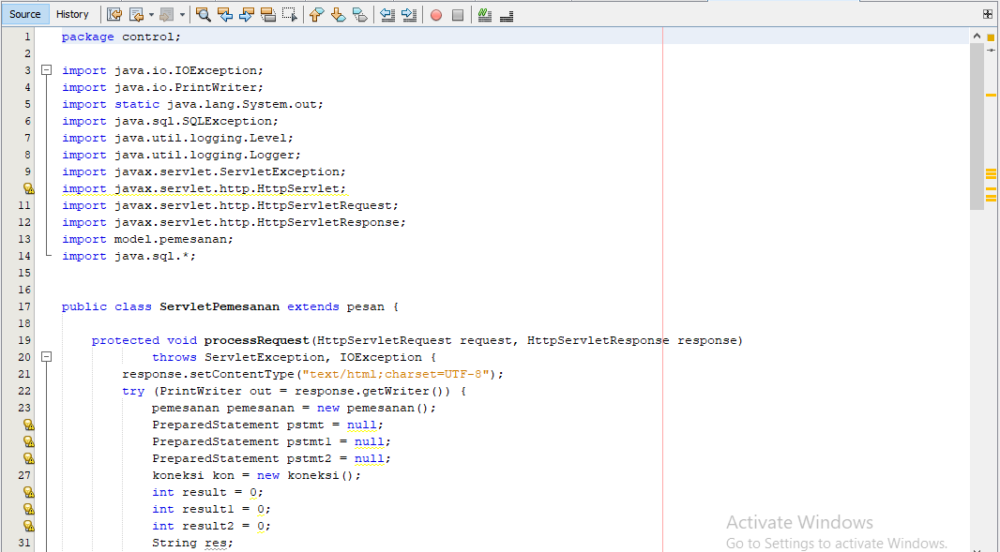 Source History
1 package control;
2
3 import java.io.IOException;
4 import java.io.PrintWriter;
5 import static java.lang.System.out;
6 import java.sql.SQLException;
7 import java.util.logging.Level;
8 import java.util.logging.Logger;
9 import javax.servlet.ServletException;
import javax.servlet.http.HttpServlet;
11 import javax.servlet.http.HttpServletRequest;
12 import javax.servlet.http.HttpServletResponse;
13 import model.pemesanan;
14 import java.sql.*;
15
16
17 public class ServletPemesanan extends pesan {
18
19 protected void processRequest(HttpServletRequest request, HttpServletResponse response)
20 throws ServletException, IOException {
21 response.setContentType("text/html;charset=UTF-8");
22 try (PrintWriter out = response.getWriter()) {
23 pemesanan pemesanan = new pemesanan();
PreparedStatement pstmt = null;
PreparedStatement pstmt1 = null;
PreparedStatement pstmt2 = null;
27 koneksi kon = new koneksi();
int result = 0;
int result1 = 0;
int result2 = 0;
31 String res;
Activate Windows
Go to Settings to activate Windows.